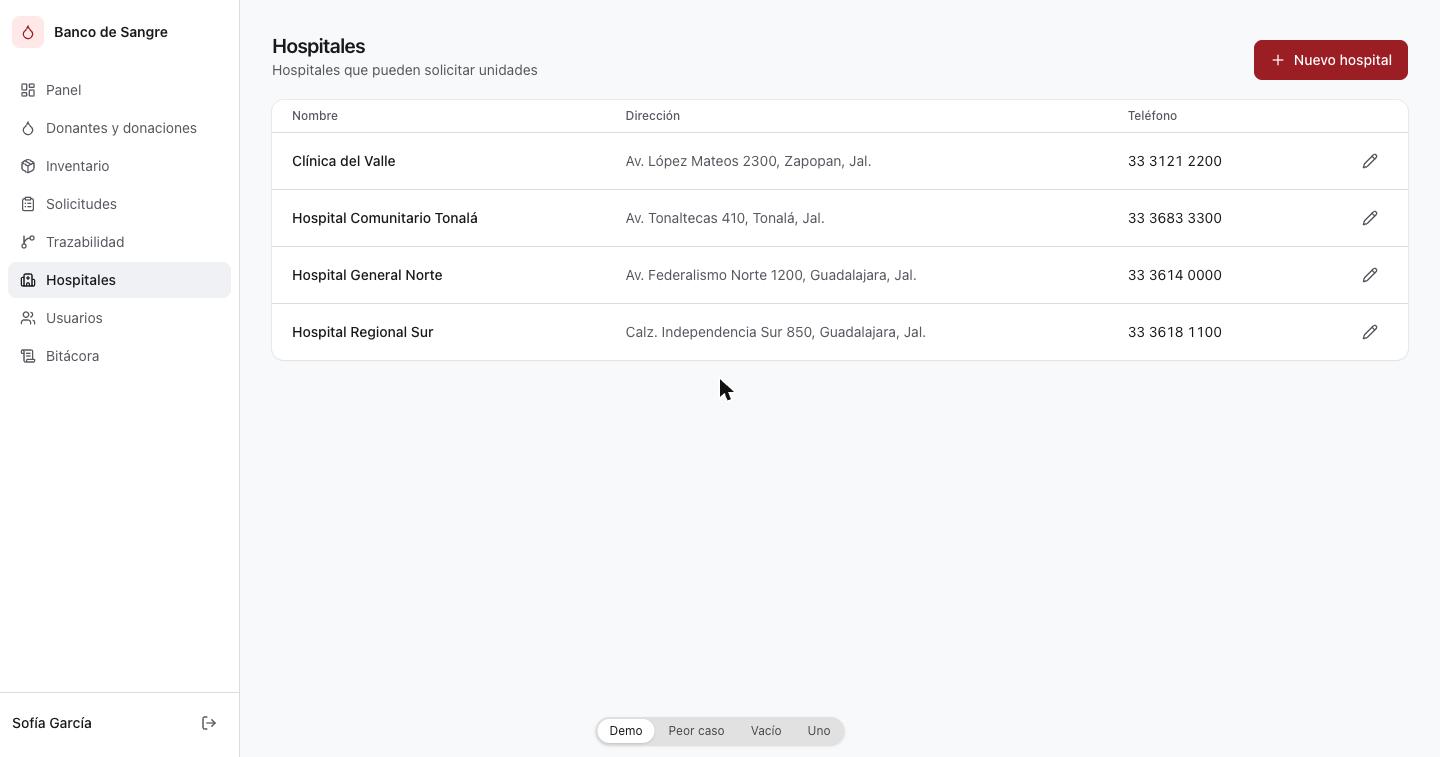 Banco de Sangre
Panel
Donantes y donaciones
Inventario
Solicitudes
Trazabilidad
Hospitales
Usuarios
Bitácora
Sofía García
Hospitales
Hospitales que pueden solicitar unidades
Nuevo hospital
Nombre Dirección Teléfono
Clínica del Valle Av. López Mateos 2300, Zapopan, Jal. 33 3121 2200
Hospital Comunitario Tonalá Av. Tonaltecas 410, Tonalá, Jal. 33 3683 3300
Hospital General Norte Av. Federalismo Norte 1200, Guadalajara, Jal. 33 3614 0000
Hospital Regional Sur Calz. Independencia Sur 850, Guadalajara, Jal. 33 3618 1100
Demo Peor caso Vacío Uno